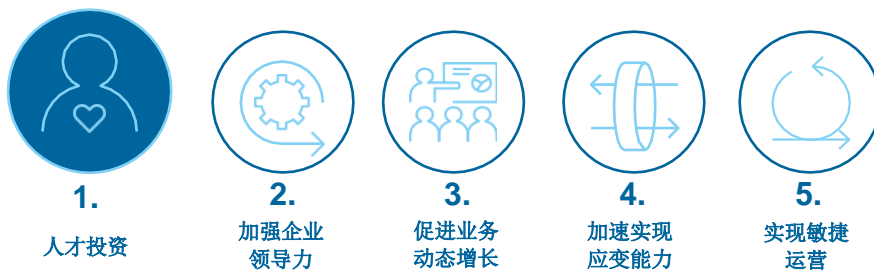 1.
人才投资
2.
加强企业
领导力
3.
促进业务
动态增长
4.
加速实现
应变能力
5.
实现敏捷
运营